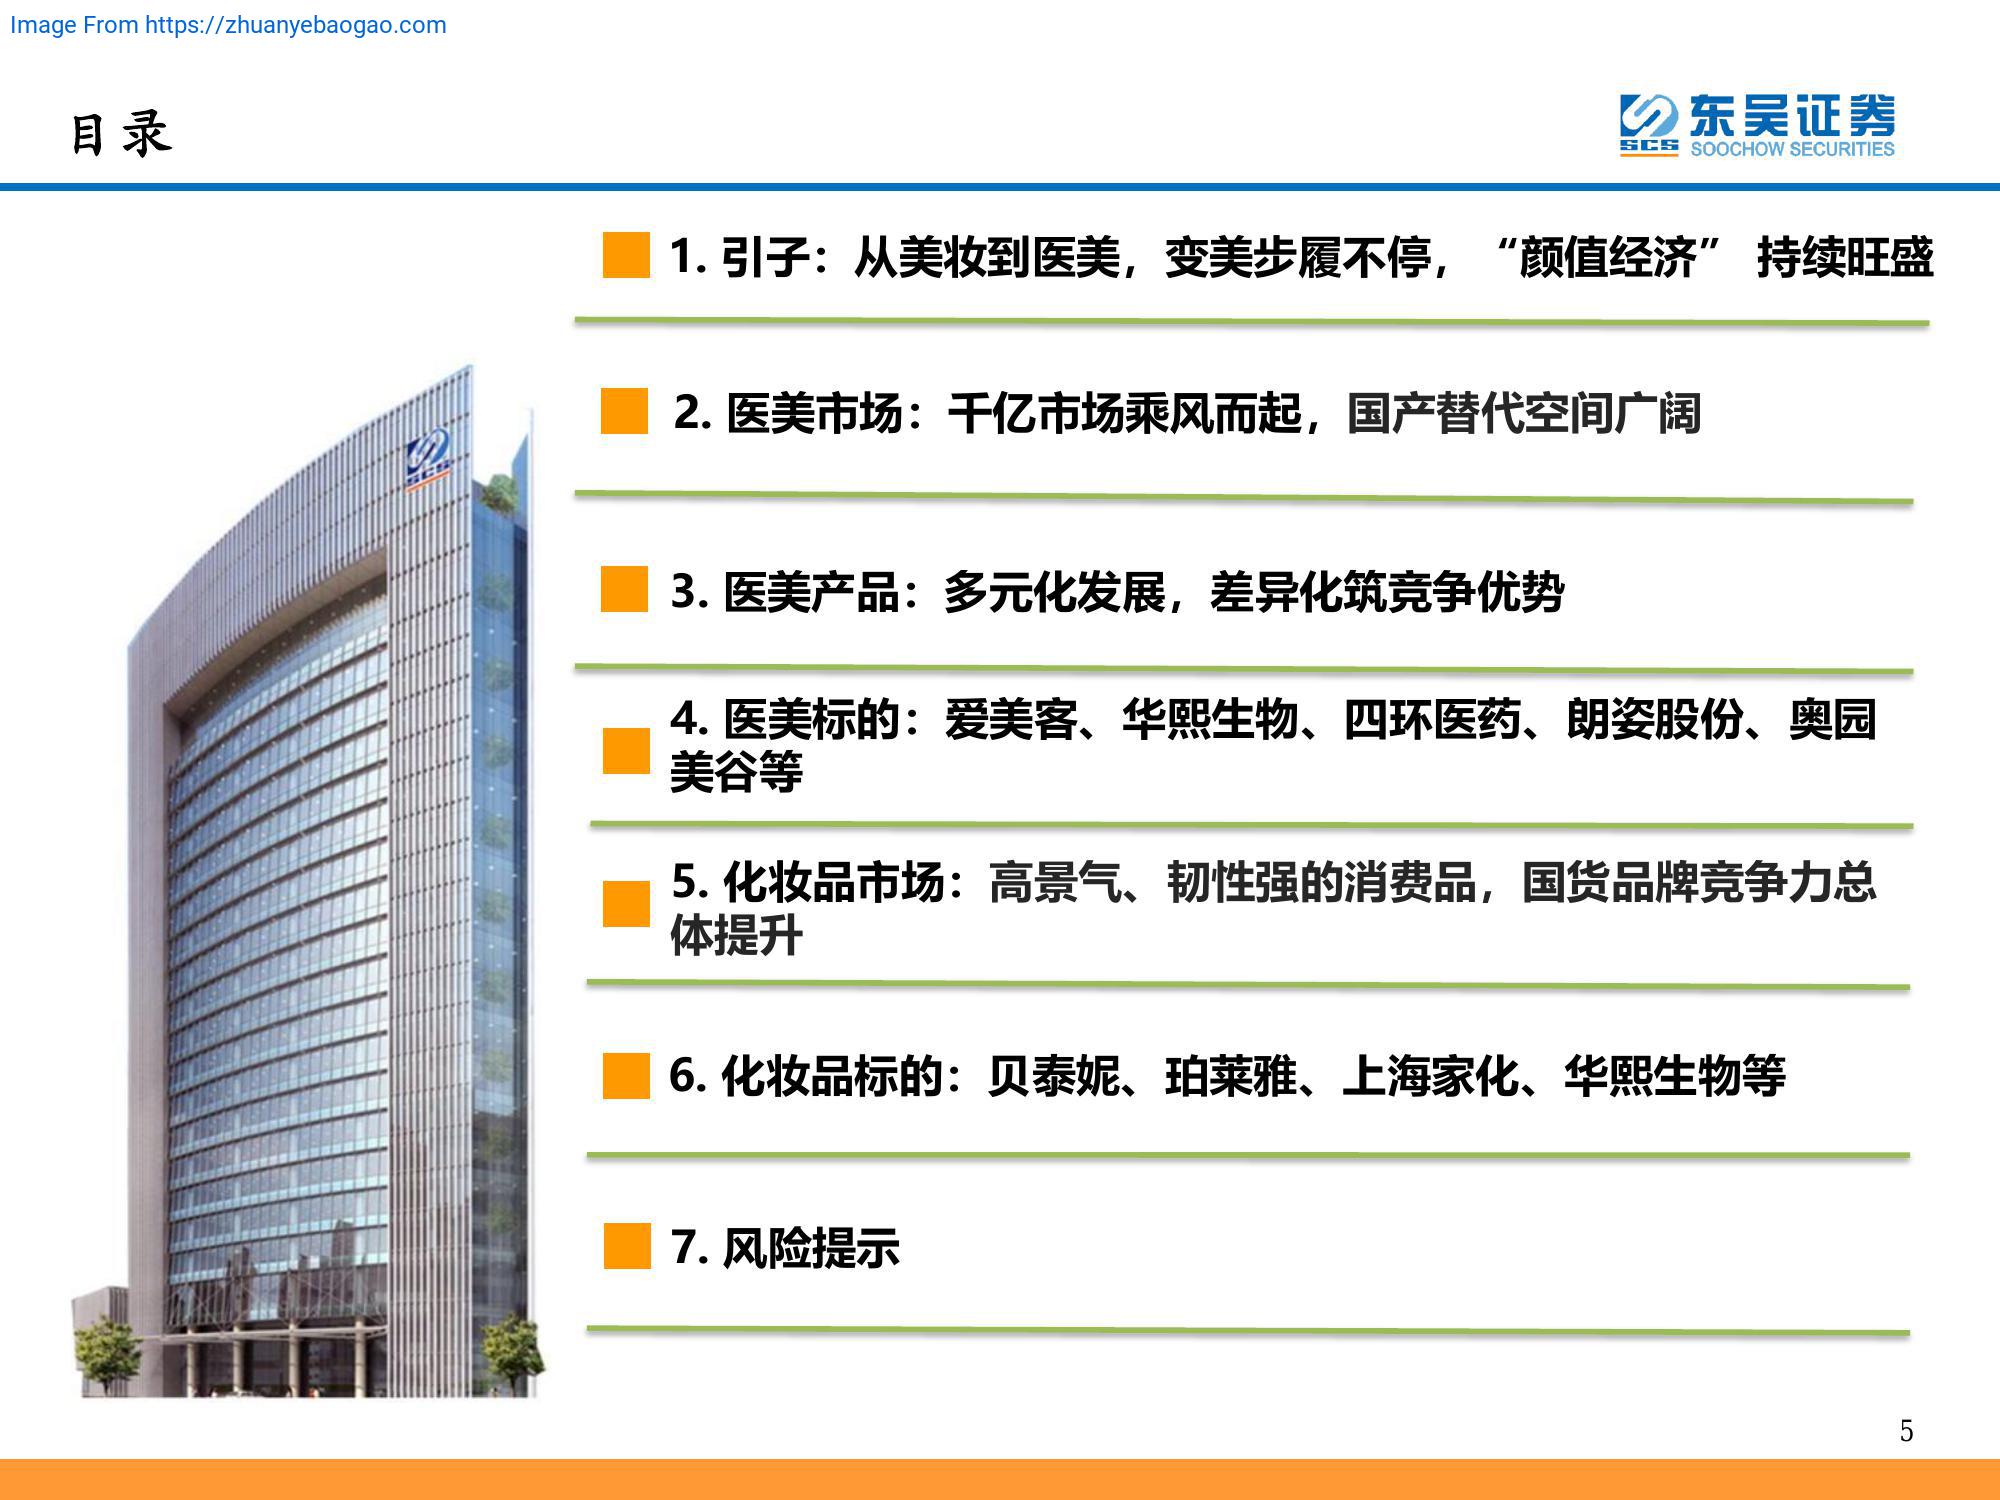 Image From https://zhuanyebaogao.com
目录
SCS
东吴证券
SOOCHOW SECURITIES
1. 引子：从美妆到医美，变美步履不停，“颜值经济” 持续旺盛
2. 医美市场：千亿市场乘风而起，国产替代空间广阔
3. 医美产品：多元化发展，差异化筑竞争优势
4. 医美标的：爱美客、华熙生物、四环医药、朗姿股份、奥园
美谷等
5. 化妆品市场：高景气、韧性强的消费品，国货品牌竞争力总
体提升
6. 化妆品标的：贝泰妮、珀莱雅、上海家化、华熙生物等
7. 风险提示
SCS
5